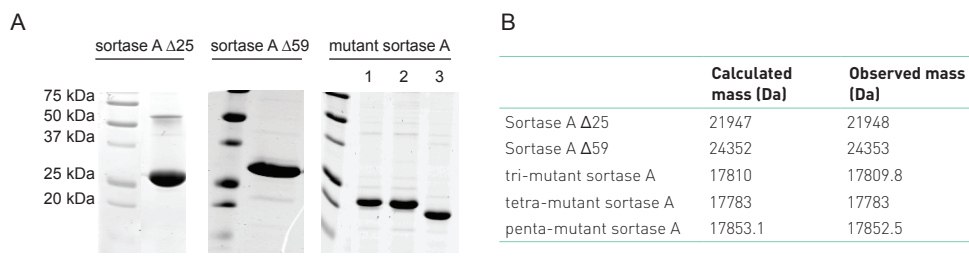 A
sortase A Δ25 sortase A Δ59 mutant sortase A
1 2 3
75 kDa
50 kDa
37 kDa
25 kDa
20 kDa
B
Calculated mass (Da) Observed mass (Da)
Sortase A Δ25 21947 21948
Sortase A Δ59 24352 24353
tri-mutant sortase A 17810 17809.8
tetra-mutant sortase A 17783 17783
penta-mutant sortase A 17853.1 17852.5